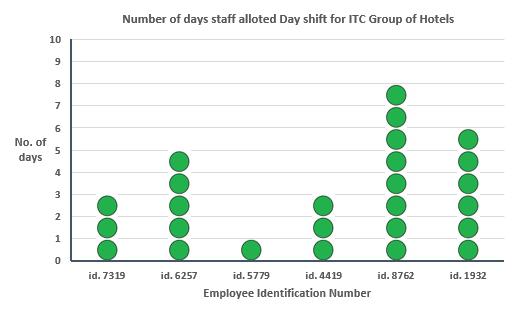 Number of days staff alloted Day shift for ITC Group of Hotels
10
9
8
7
6
5
4
3
2
1
0
No. of
days
id. 7319 id. 6257 id. 5779 id. 4419 id. 8762 id. 1932
Employee Identification Number